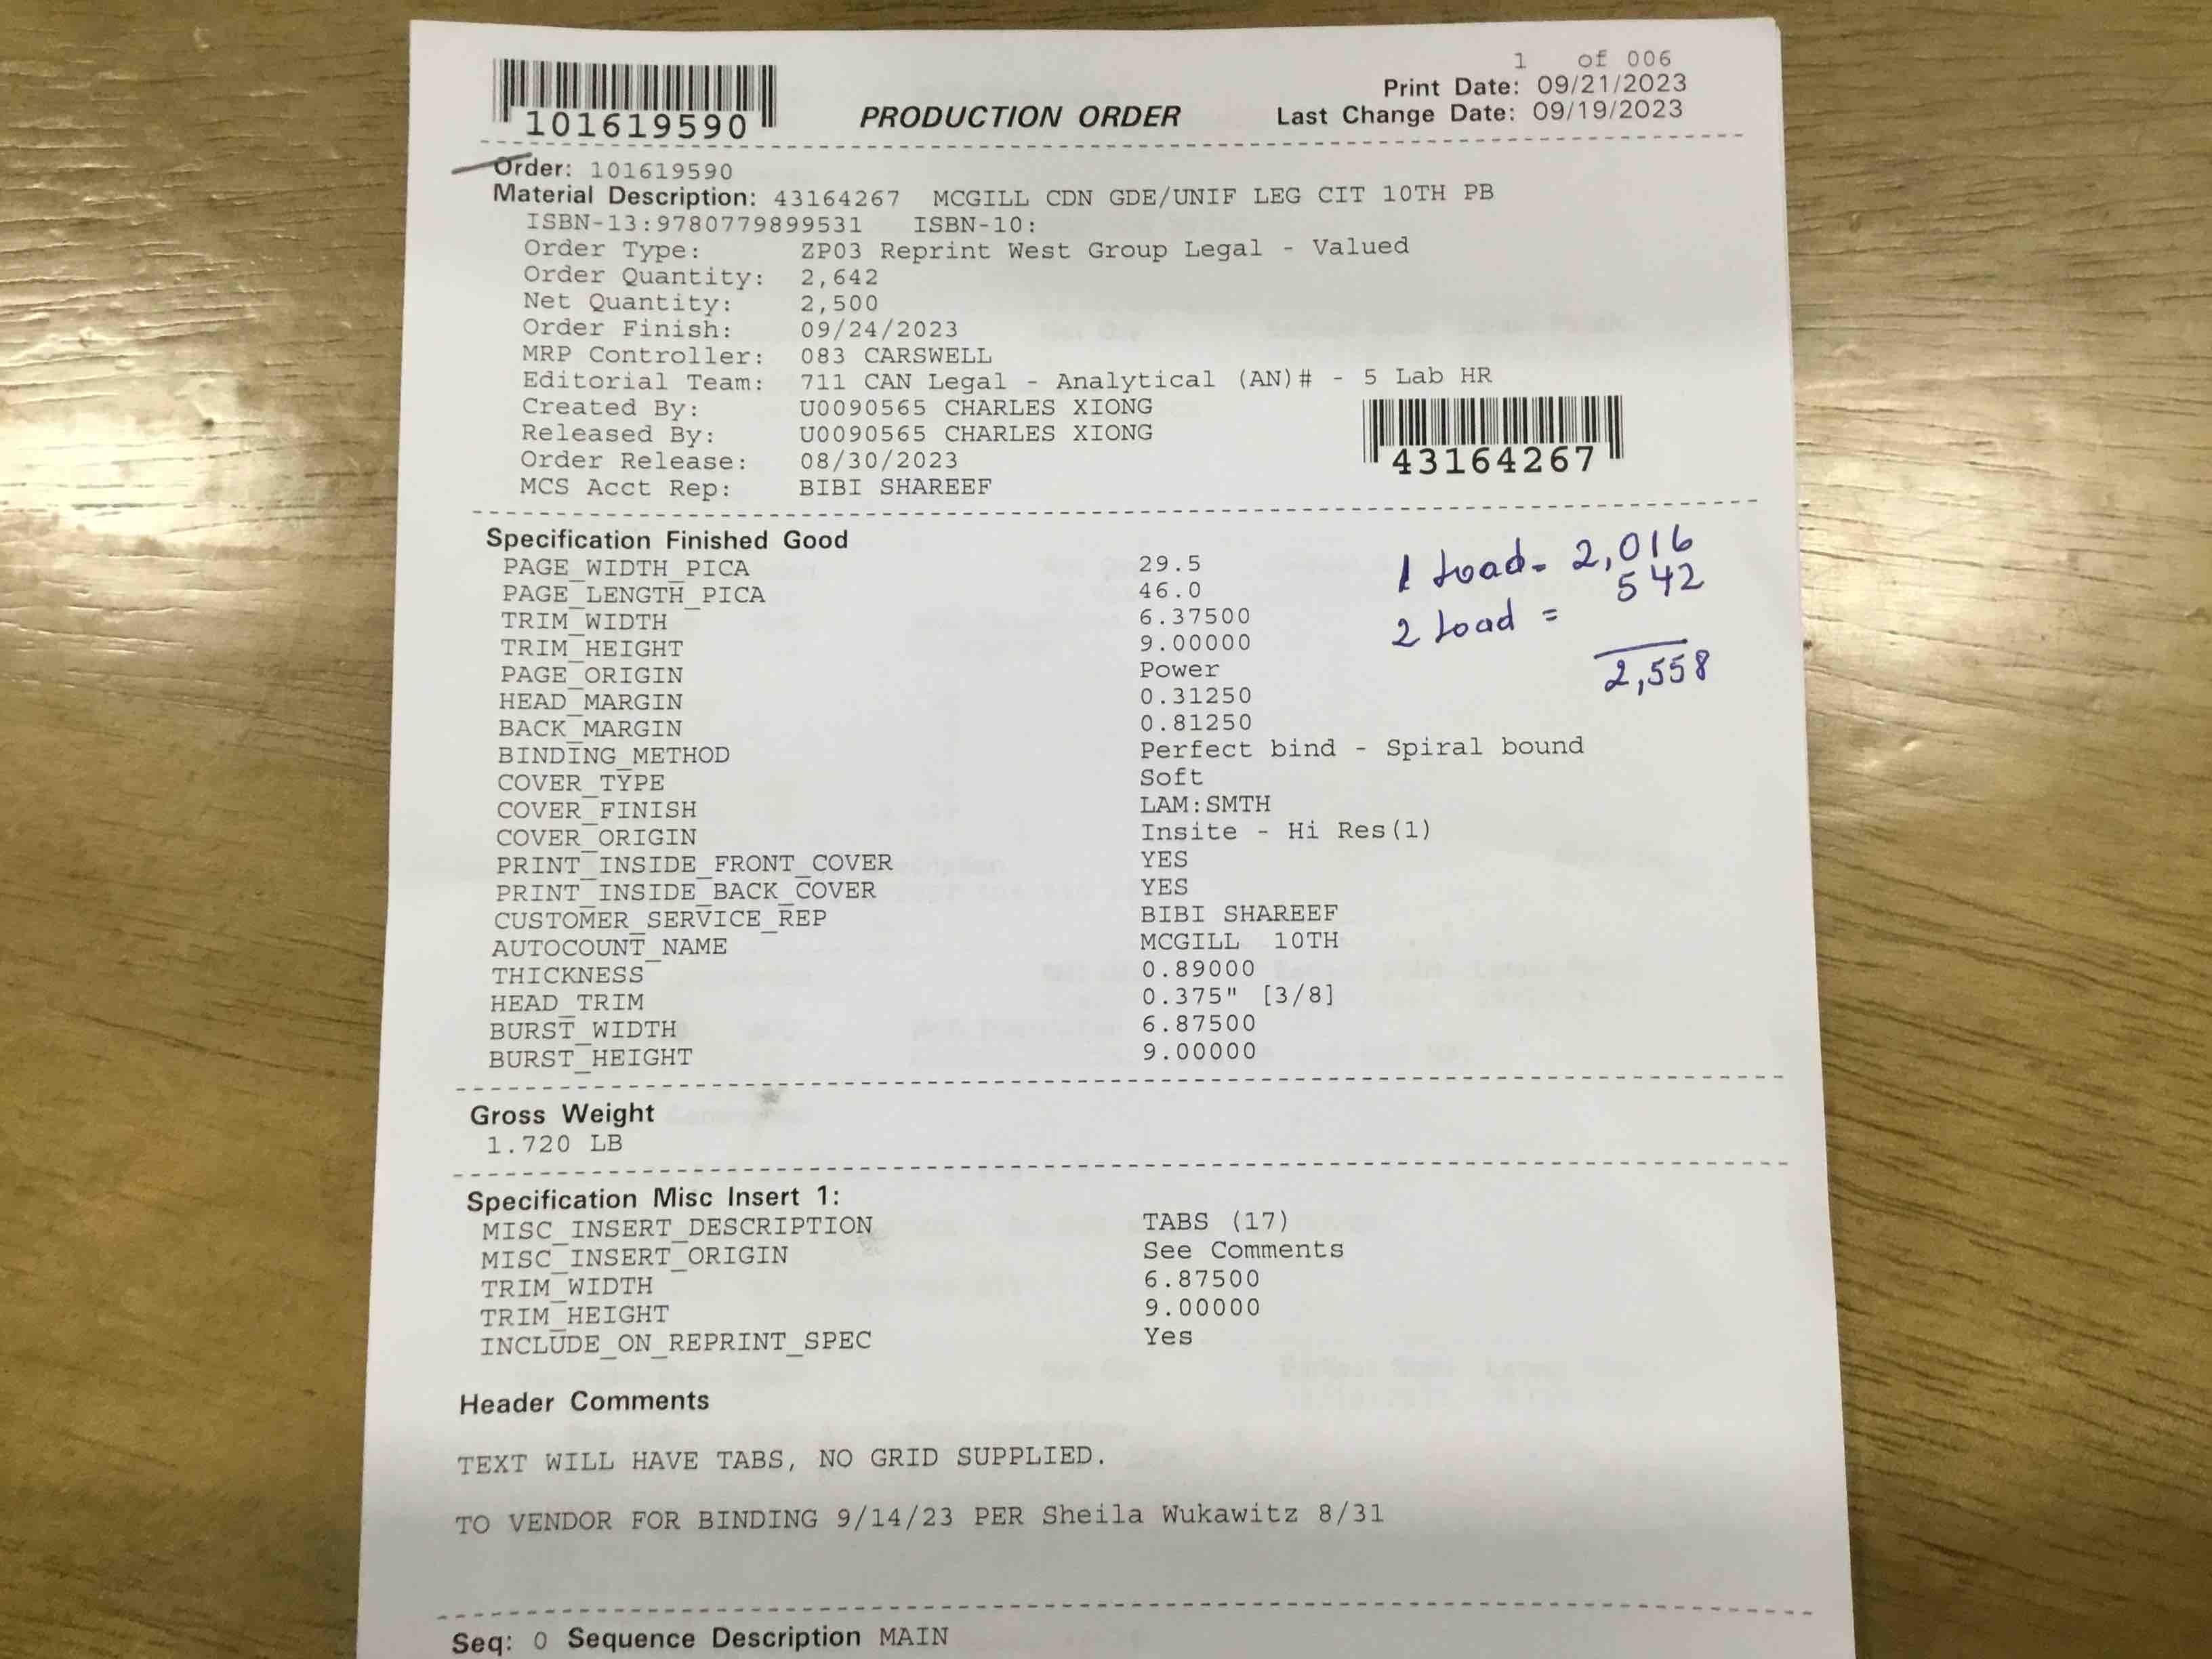 1 of 006
Print Date: 09/21/2023
101619590 PRODUCTION ORDER Last Change Date: 09/19/2023
Order: 101619590
Material Description: 43164267 MCGILL CDN GDE/UNIF LEG CIT 10TH PB
ISBN-13:9780779899531 ISBN-10:
Order Type: ZP03 Reprint West Group Legal - Valued
Order Quantity: 2,642
Net Quantity: 2,500
Order Finish: 09/24/2023
MRP Controller: 083 CARSWELL
Editorial Team: 711 CAN Legal - Analytical (AN)# - 5 Lab HR
Created By: U0090565 CHARLES XIONG
Released By: U0090565 CHARLES XIONG
Order Release: 08/30/2023
43164267
MCS Acct Rep: BIBI SHAREEF
Specification Finished Good
PAGE_WIDTH_PICA 29.5
PAGE_LENGTH_PICA 46.0
TRIM_WIDTH 6.37500
TRIM_HEIGHT 9.00000
PAGE_ORIGIN Power
HEAD_MARGIN 0.31250
BACK_MARGIN 0.81250
BINDING_METHOD Perfect bind - Spiral bound
COVER_TYPE Soft
COVER_FINISH LAM:SMTH
COVER_ORIGIN Insite - Hi Res(1)
PRINT_INSIDE_FRONT_COVER YES
PRINT_INSIDE_BACK_COVER YES
CUSTOMER_SERVICE_REP BIBI SHAREEF
AUTOCOUNT_NAME MCGILL 10TH
THICKNESS 0.89000
HEAD_TRIM 0.375" [3/8]
BURST_WIDTH 6.87500
BURST_HEIGHT 9.00000
1 Load - 2,016
2 Load = 542
2,558
Gross Weight
1.720 LB
Specification Misc Insert 1:
MISC_INSERT_DESCRIPTION TABS (17)
MISC_INSERT_ORIGIN See Comments
TRIM_WIDTH 6.87500
TRIM_HEIGHT 9.00000
INCLUDE_ON_REPRINT_SPEC Yes
Header Comments
TEXT WILL HAVE TABS, NO GRID SUPPLIED.
TO VENDOR FOR BINDING 9/14/23 PER Sheila Wukawitz 8/31
Seq: 0 Sequence Description MAIN